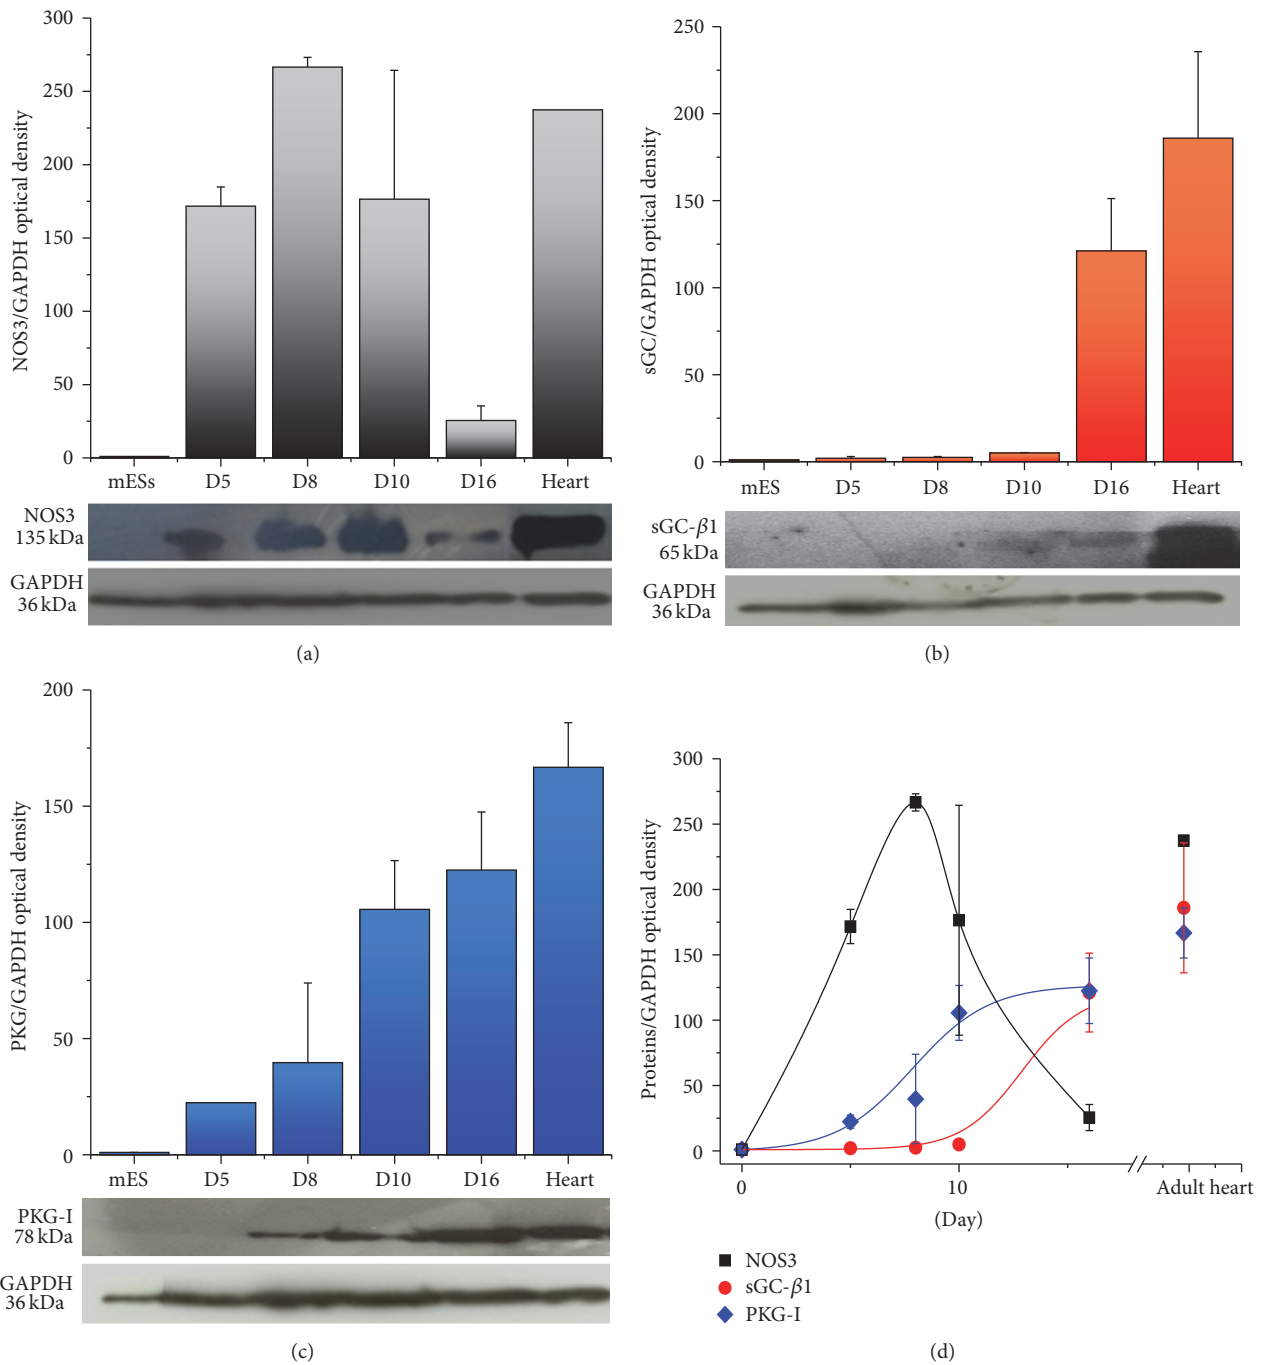 NOS3/GAPDH optical density
300
250
200
150
100
50
0
mESs D5 D8 D10 D16 Heart
NOS3
135 kDa
GAPDH
36 kDa
(a)
sGC/GAPDH optical density
250
200
150
100
50
0
mES D5 D8 D10 D16 Heart
sGC-β1
65 kDa
GAPDH
36 kDa
(b)
PKG/GAPDH optical density
200
150
100
50
0
mES D5 D8 D10 D16 Heart
PKG-I
78 kDa
GAPDH
36 kDa
(c)
Proteins/GAPDH optical density
300
250
200
150
100
50
0
0 10 Adult heart
(Day)
NOS3
sGC-β1
PKG-I
(d)